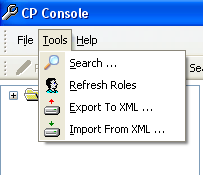 CP Console
File Tools Help
Search ...
Refresh Roles
Export To XML ...
Import From XML ...